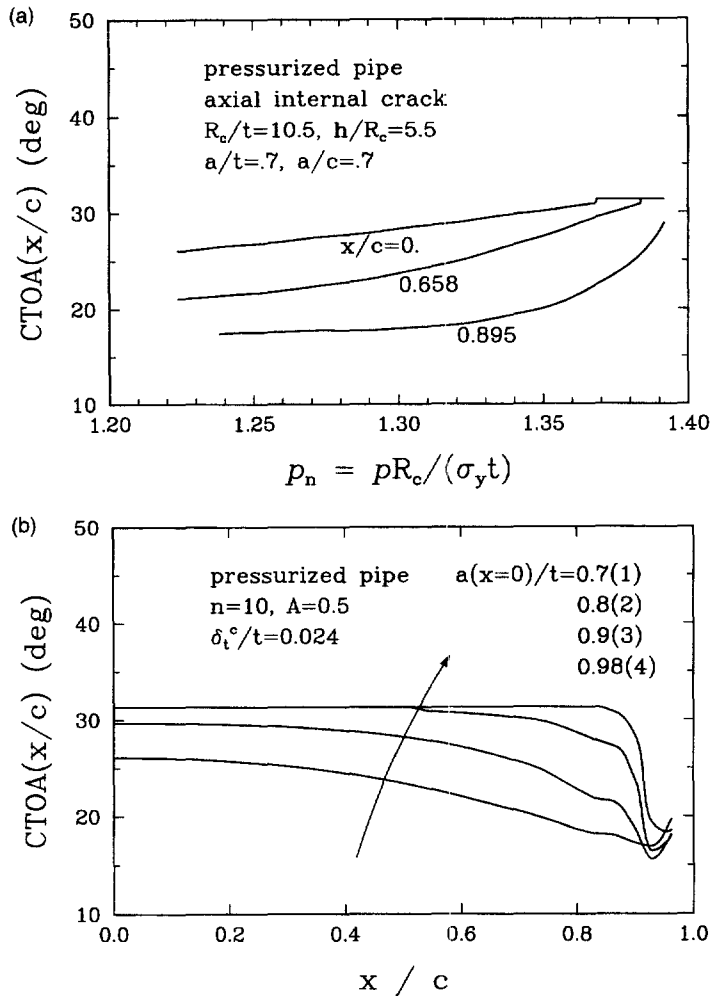 (a)
50
40
30
20
10
CTOA(x/c) (deg)
pressurized pipe
axial internal crack
R_c/t=10.5, h/R_c=5.5
a/t=.7, a/c=.7
x/c=0.
0.658
0.895
1.20
1.25
1.30
1.35
1.40
p_n = pR_c/(σ_y t)
(b)
50
40
30
20
10
CTOA(x/c) (deg)
pressurized pipe
n=10, A=0.5
δ_t^c/t=0.024
a(x=0)/t=0.7(1)
0.8(2)
0.9(3)
0.98(4)
0.0
0.2
0.4
0.6
0.8
1.0
x / c